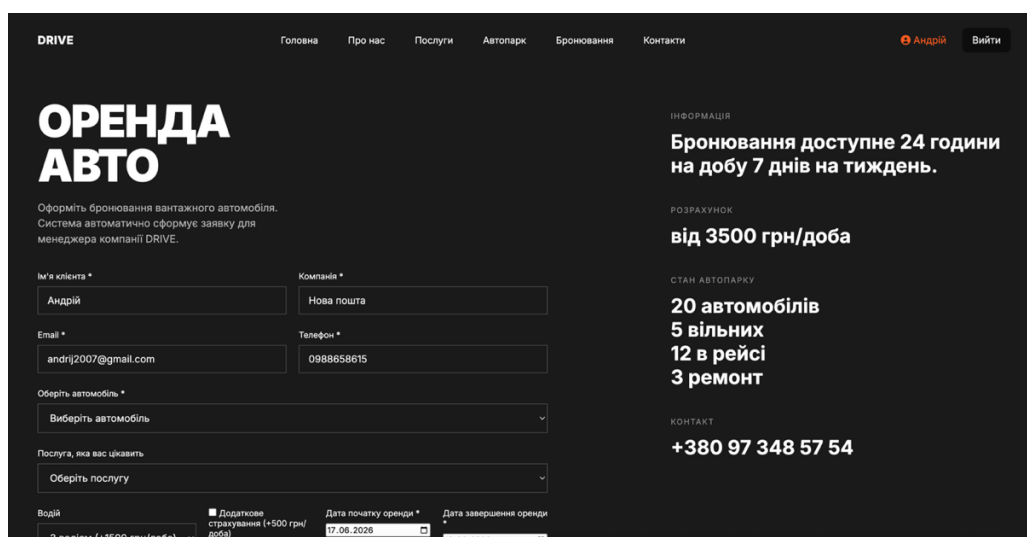 DRIVE
Головна
Про нас
Послуги
Автопарк
Бронювання
Контакти
Андрій
Вийти
ОРЕНДА
АВТО
Оформіть бронювання вантажного автомобіля.
Система автоматично сформує заявку для
менеджера компанії DRIVE.
Ім'я клієнта *
Компанія *
Андрій
Нова пошта
Email *
Телефон *
andrij2007@gmail.com
0988658615
Оберіть автомобіль *
Виберіть автомобіль
Послуга, яка вас цікавить
Оберіть послугу
Водій
Додаткове
страхування (+500 грн/
доба)
Дата початку оренди *
17.06.2026
Дата завершення оренди
*
З водієм (+1500 грн/доба)
ІНФОРМАЦІЯ
Бронювання доступне 24 години
на добу 7 днів на тиждень.
РОЗРАХУНОК
від 3500 грн/доба
СТАН АВТОПАРКУ
20 автомобілів
5 вільних
12 в рейсі
3 ремонт
КОНТАКТ
+380 97 348 57 54